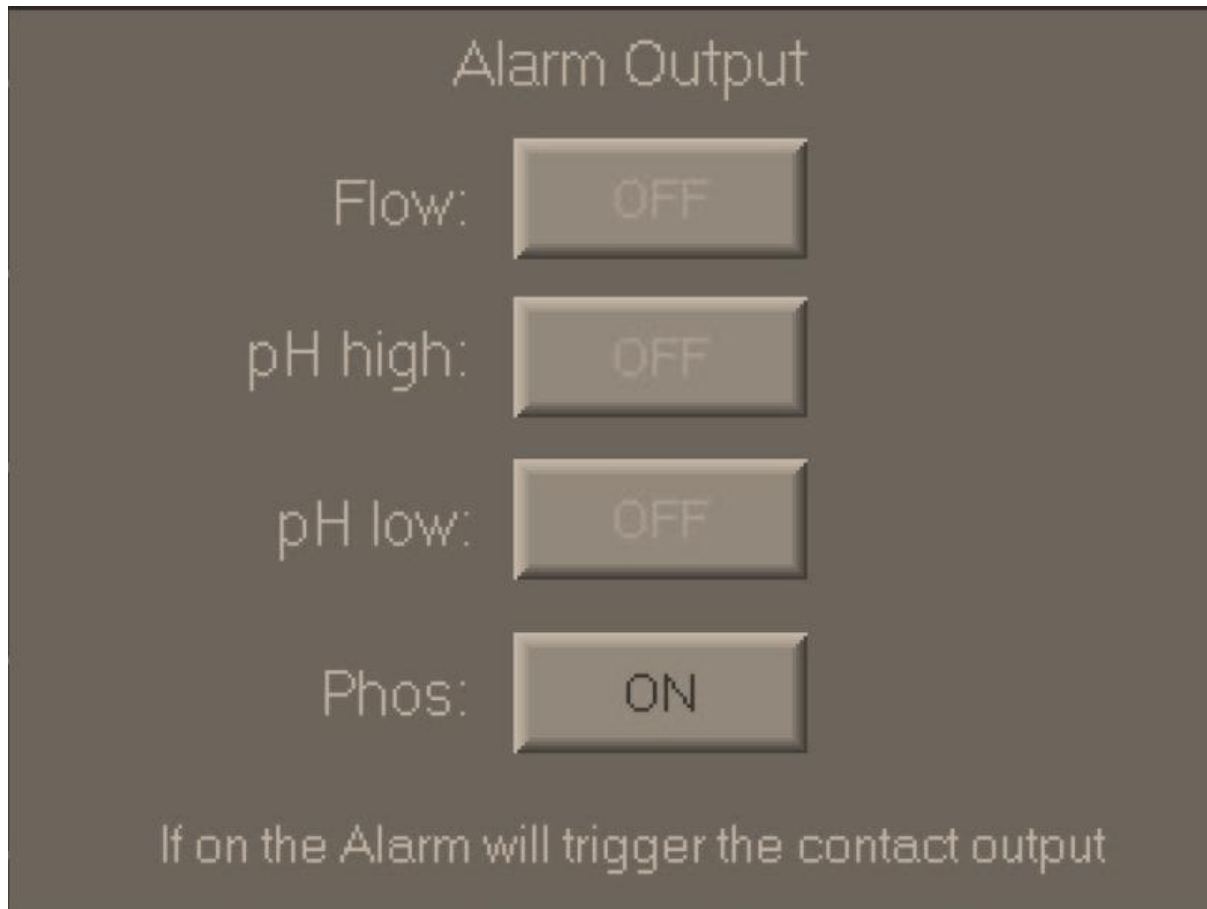 Alarm Output
Flow: OFF
pH high: OFF
pH low: OFF
Phos: ON
If on the Alarm will trigger the contact output